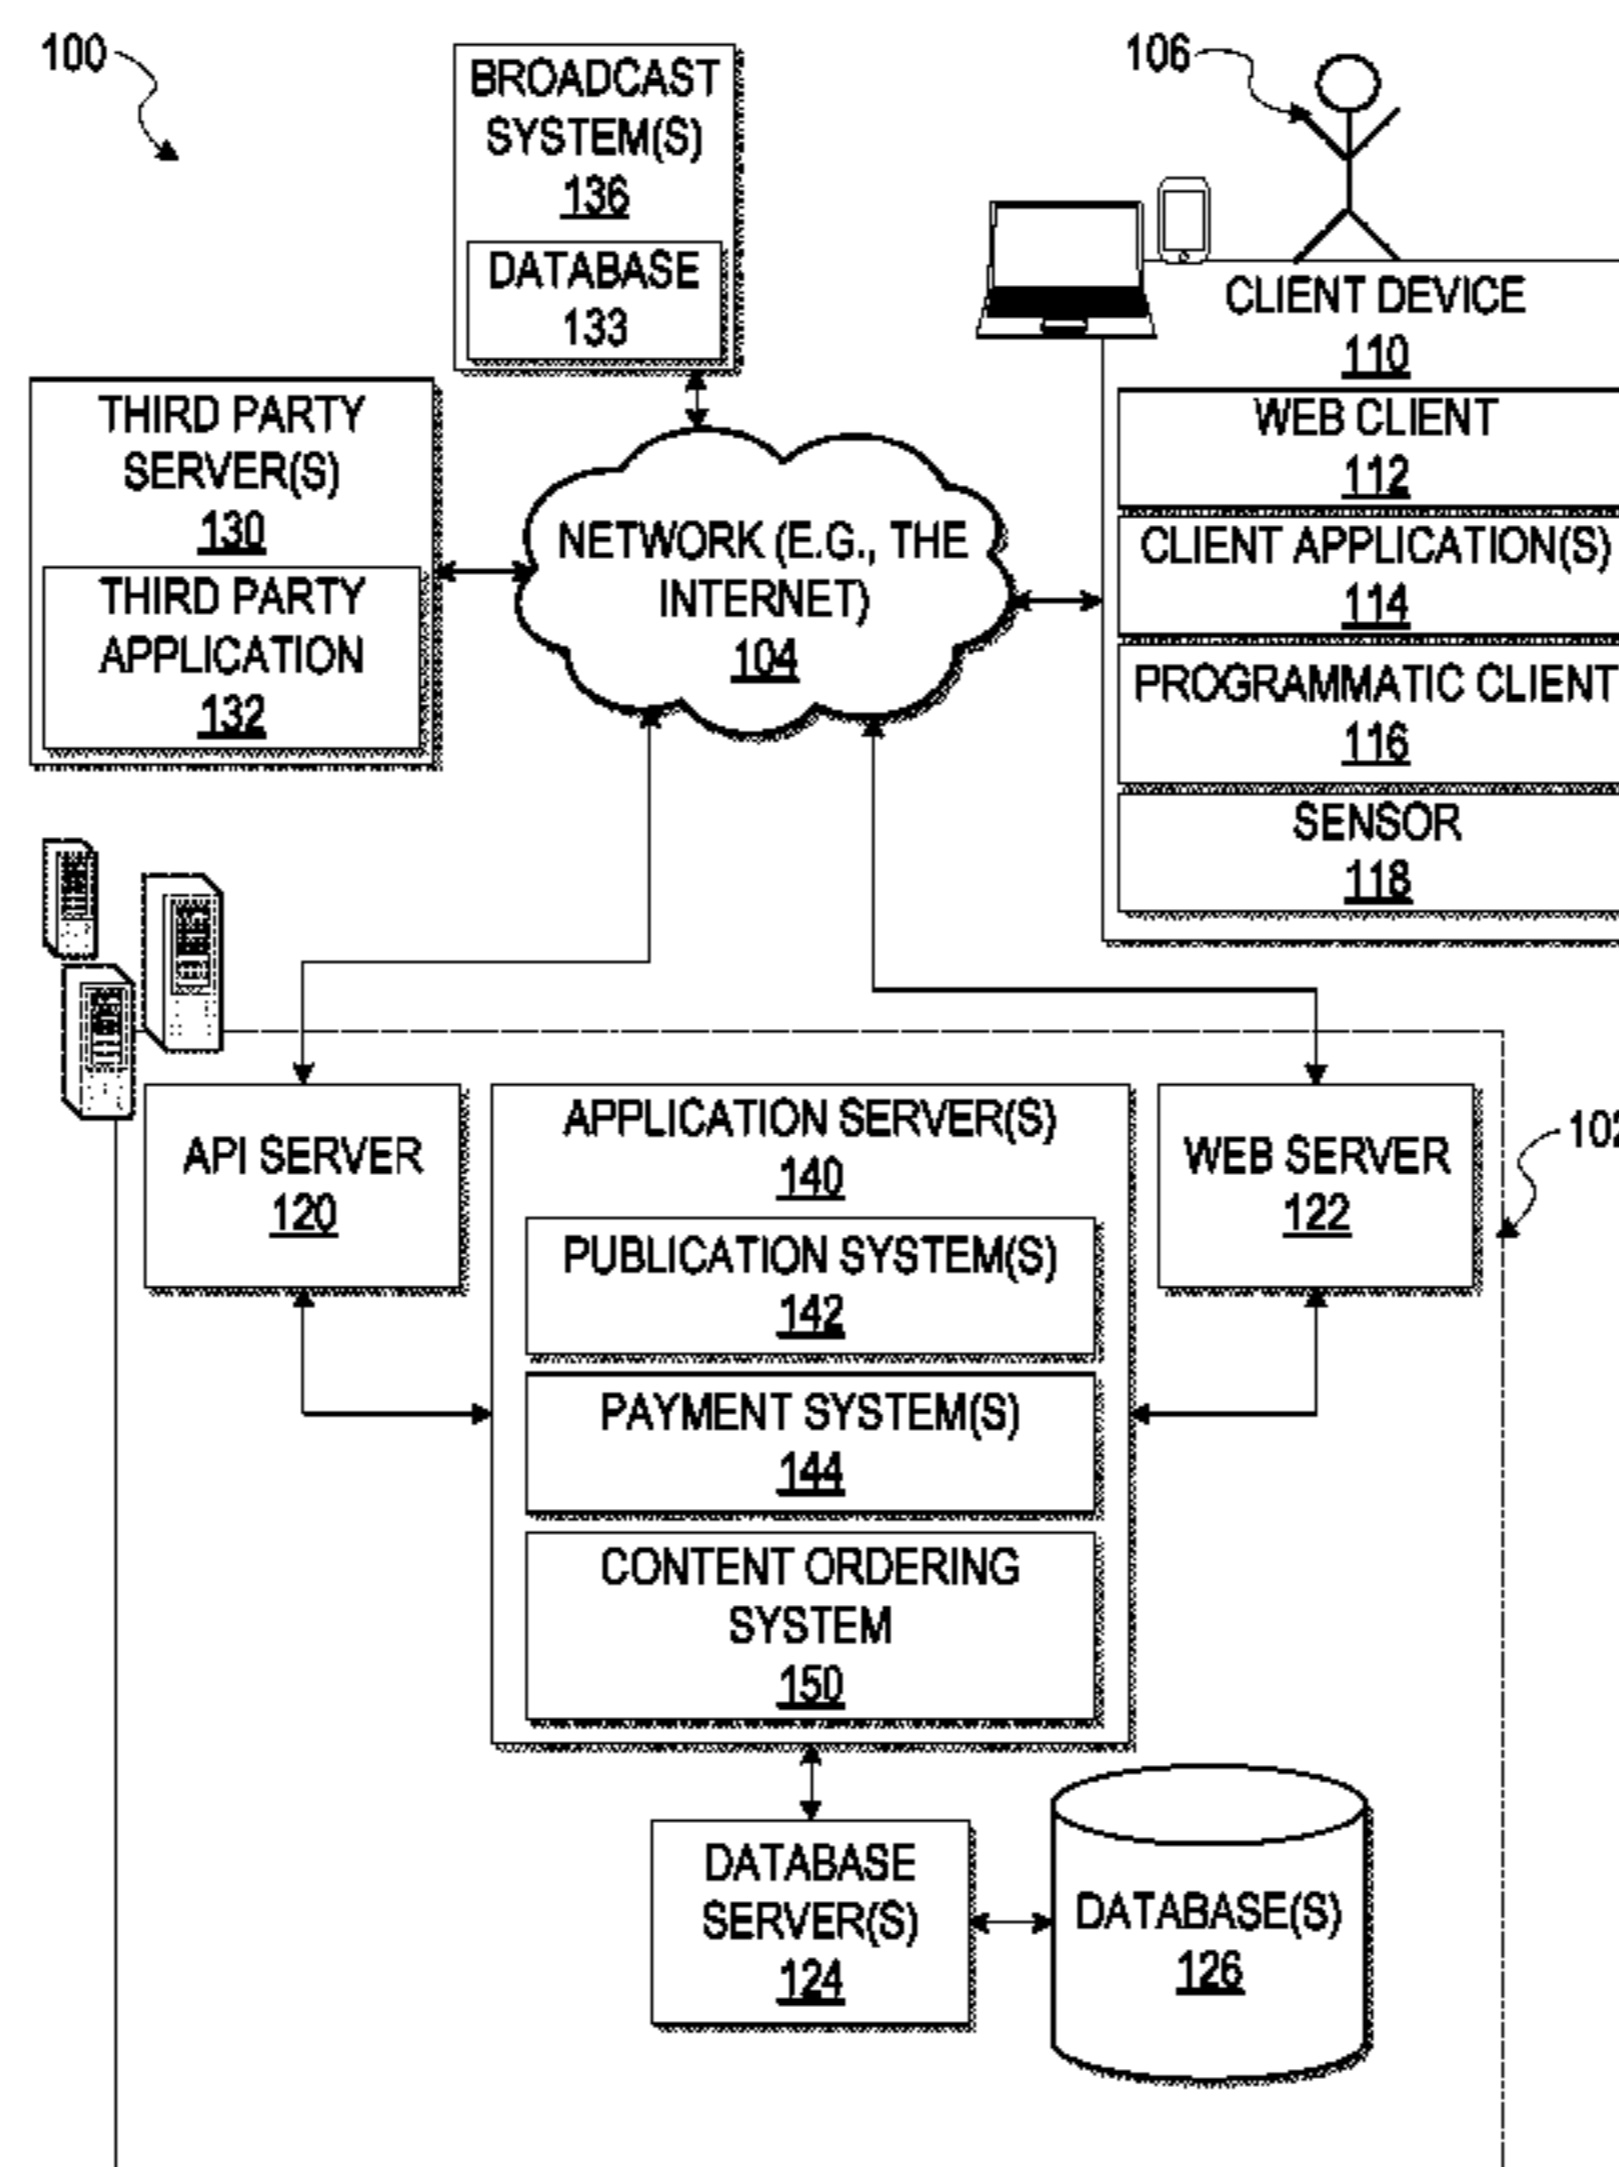 100
BROADCAST
SYSTEM(S)
136
DATABASE
133
106
CLIENT DEVICE
110
WEB CLIENT
112
CLIENT APPLICATION(S)
114
PROGRAMMATIC CLIENT
116
SENSOR
118
THIRD PARTY
SERVER(S)
130
THIRD PARTY
APPLICATION
132
NETWORK (E.G., THE
INTERNET)
104
API SERVER
120
APPLICATION SERVER(S)
140
PUBLICATION SYSTEM(S)
142
PAYMENT SYSTEM(S)
144
CONTENT ORDERING
SYSTEM
150
WEB SERVER
122
102
DATABASE
SERVER(S)
124
DATABASE(S)
126